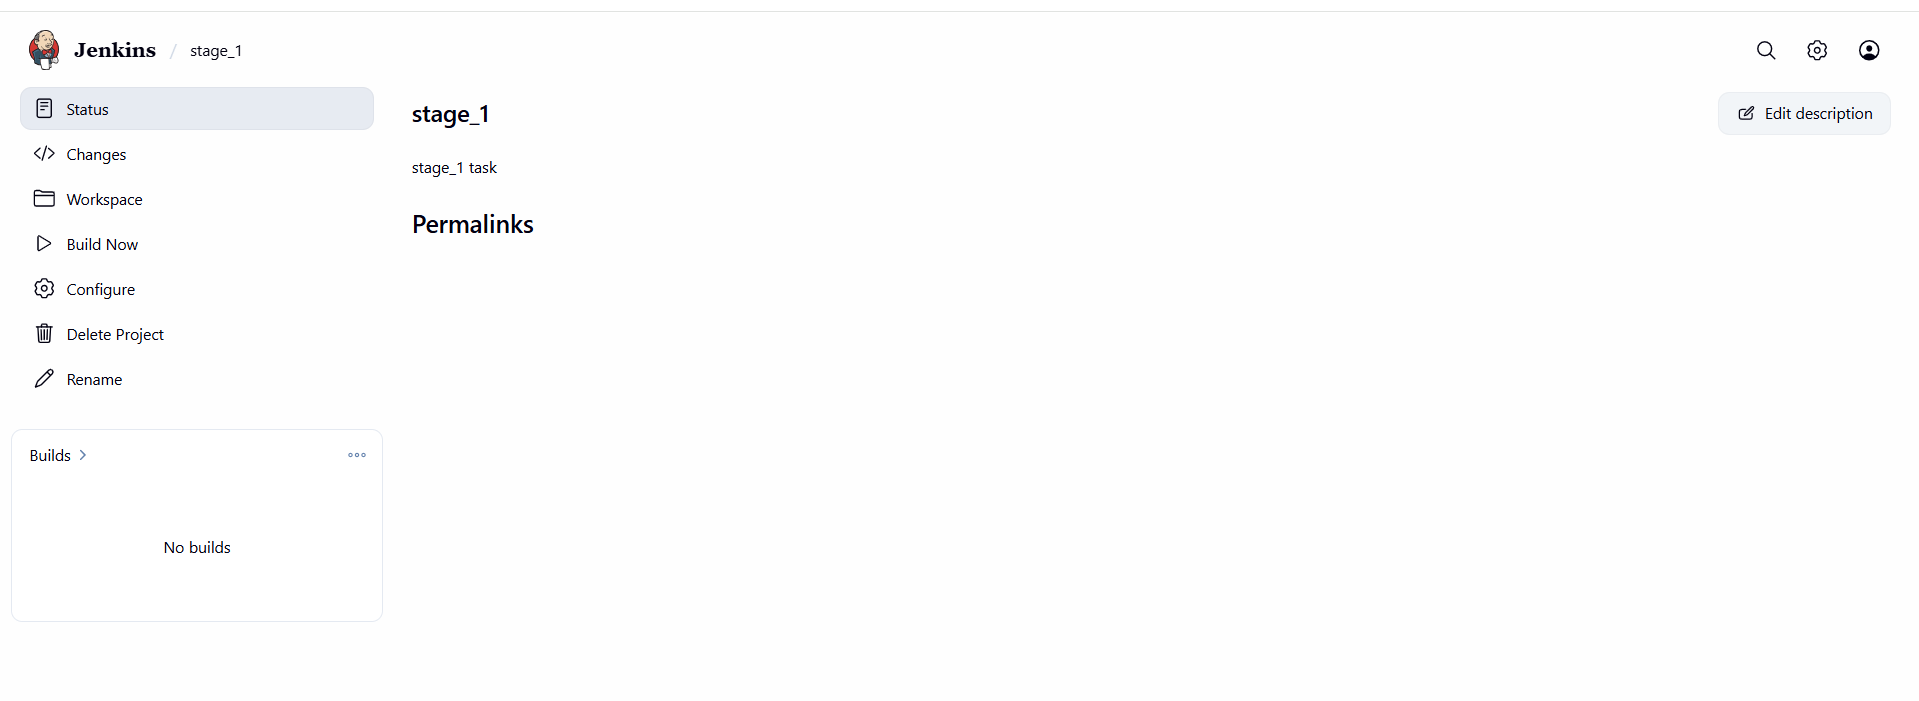 Jenkins / stage_1
Status
Changes
Workspace
Build Now
Configure
Delete Project
Rename
Builds
No builds
stage_1
Edit description
stage_1 task
Permalinks